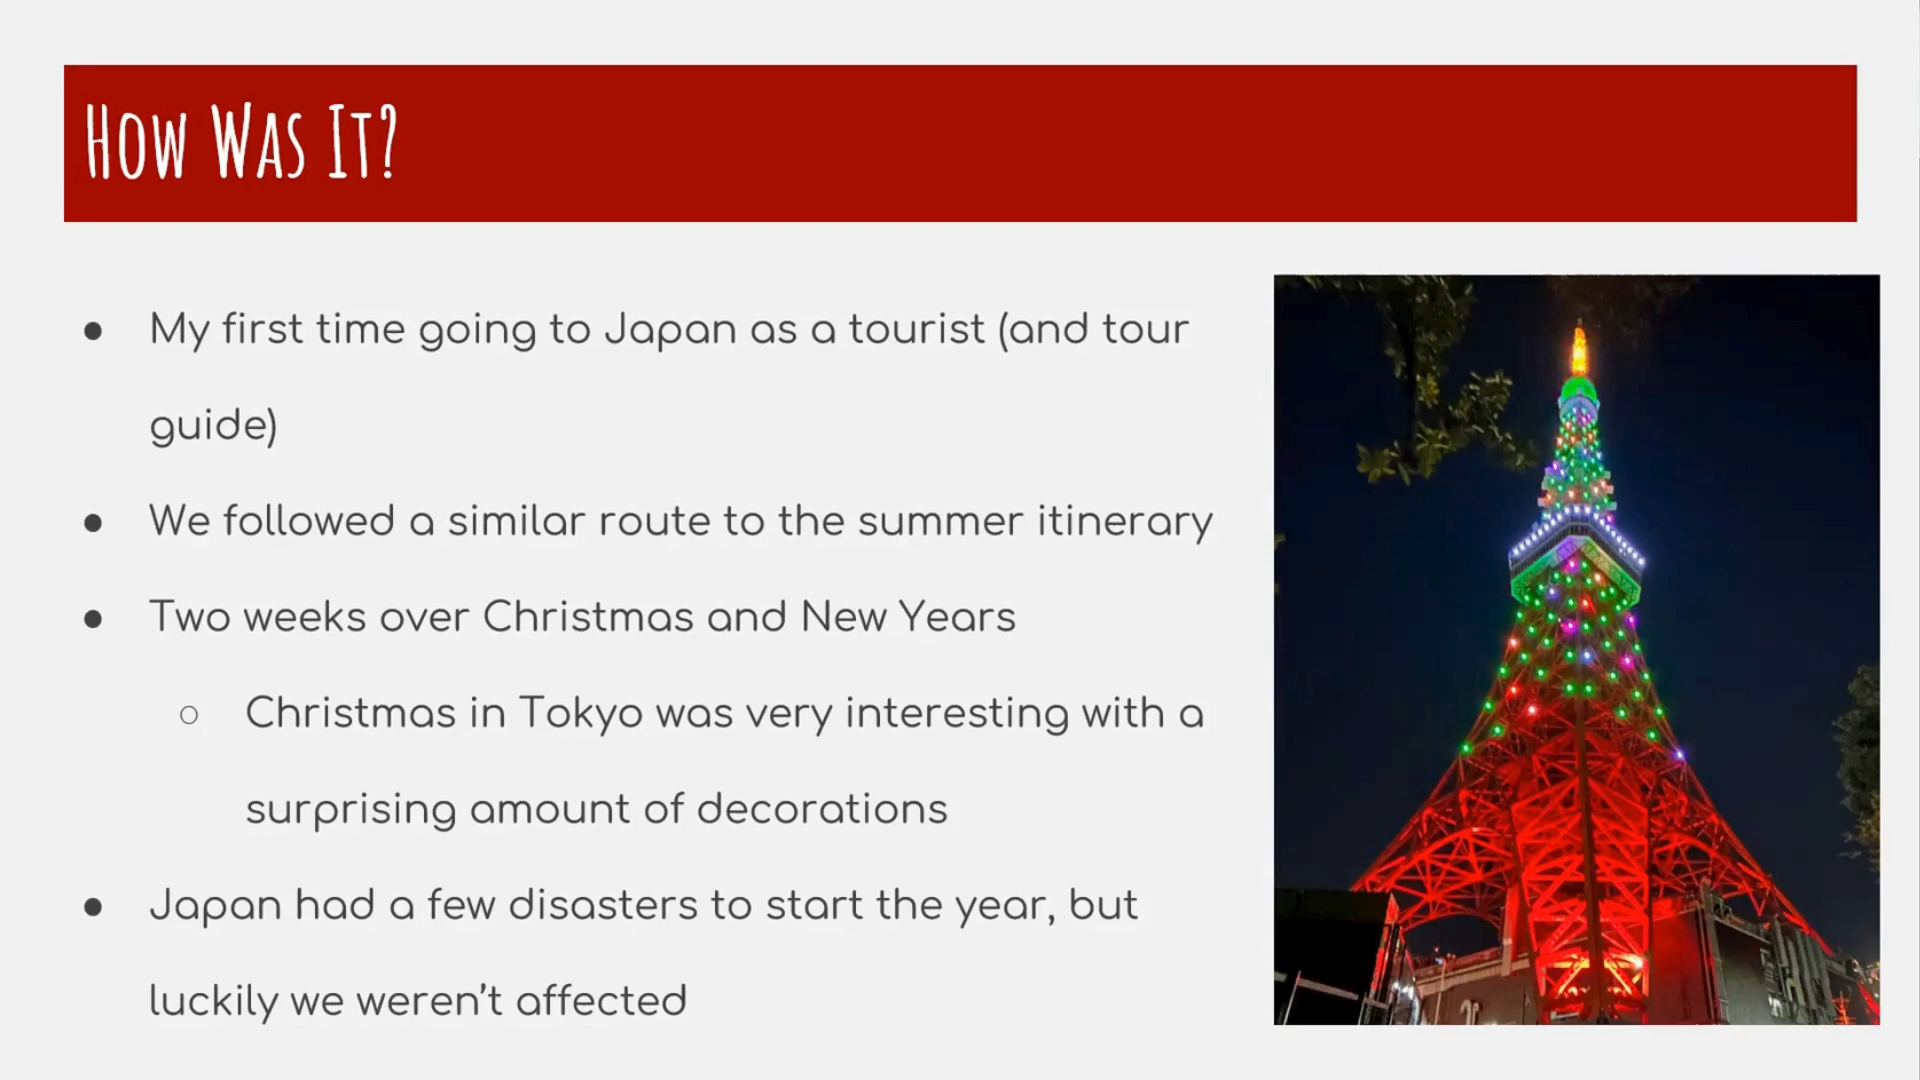 How Was It?
● My first time going to Japan as a tourist (and tour
guide)
● We followed a similar route to the summer itinerary
● Two weeks over Christmas and New Years
○ Christmas in Tokyo was very interesting with a
surprising amount of decorations
● Japan had a few disasters to start the year, but
luckily we weren't affected